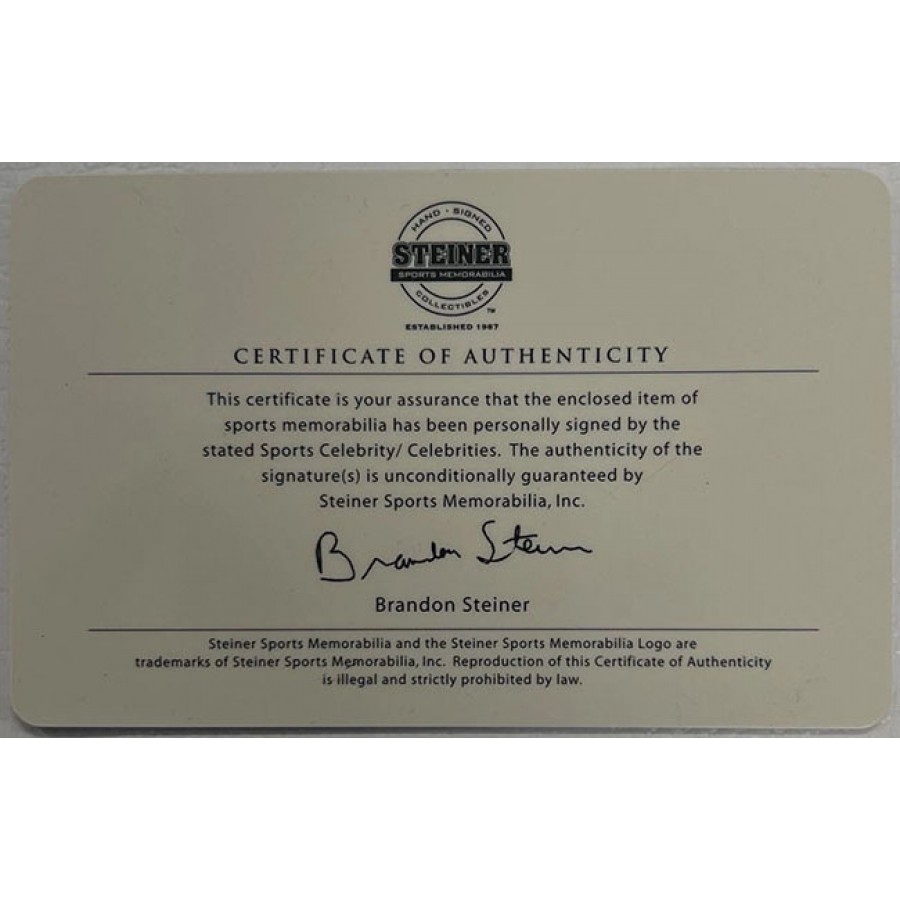 HAND • SIGNED
STEINER
SPORTS MEMORABILIA
COLLECTIBLES
TM
ESTABLISHED 1987
CERTIFICATE OF AUTHENTICITY
This certificate is your assurance that the enclosed item of
sports memorabilia has been personally signed by the
stated Sports Celebrity/ Celebrities. The authenticity of the
signature(s) is unconditionally guaranteed by
Steiner Sports Memorabilia, Inc.
Brandon Steiner
Brandon Steiner
Steiner Sports Memorabilia and the Steiner Sports Memorabilia Logo are
trademarks of Steiner Sports Memorabilia, Inc. Reproduction of this Certificate of Authenticity
is illegal and strictly prohibited by law.